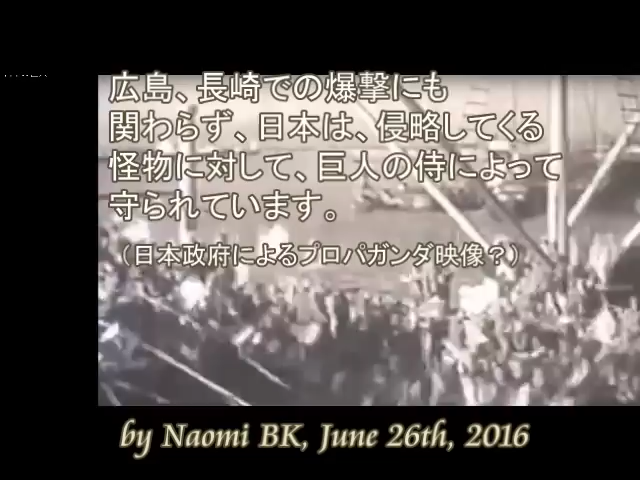 広島、長崎での爆撃にも
関わらず、日本は、侵略してくる
怪物に対して、巨人の侍によって
守られています。
（日本政府によるプロパガンダ映像？）
by Naomi BK, June 26th, 2016